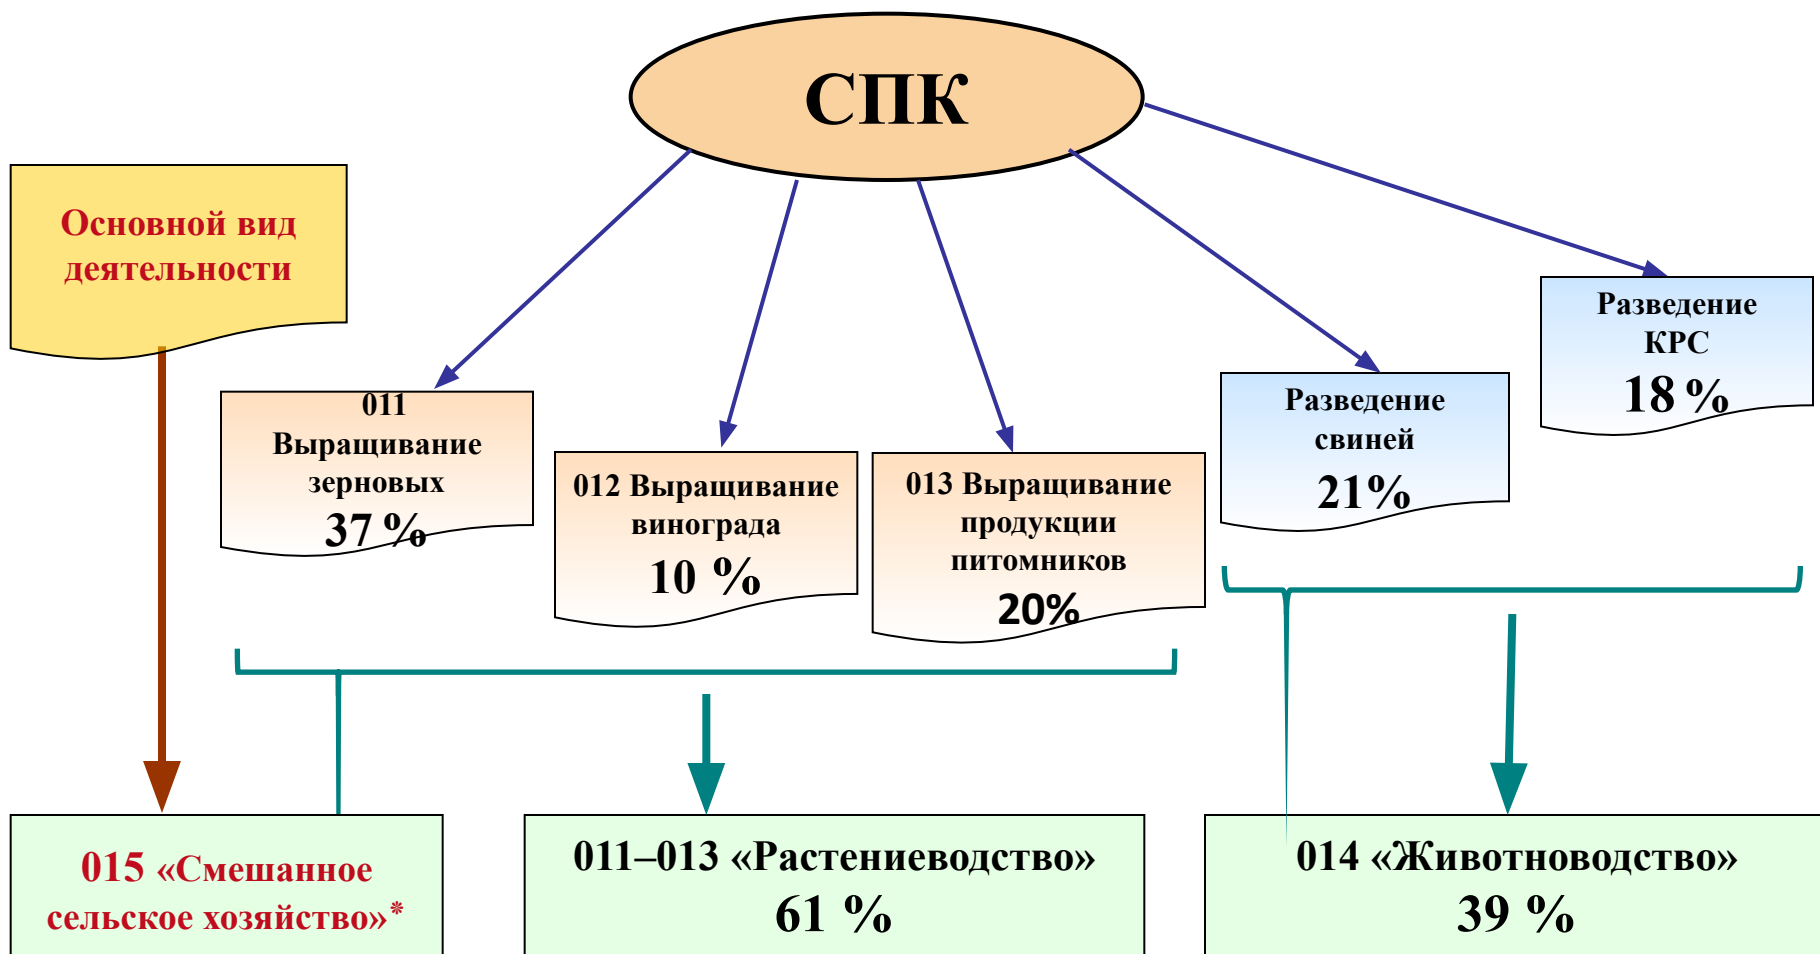 СПК
Основной вид
деятельности
011
Выращивание
зерновых
37 %
012 Выращивание
винограда
10 %
013 Выращивание
продукции
питомников
20%
Разведение
свиней
21%
Разведение
КРС
18 %
015 «Смешанное
сельское хозяйство»*
011–013 «Растениеводство»
61 %
014 «Животноводство»
39 %